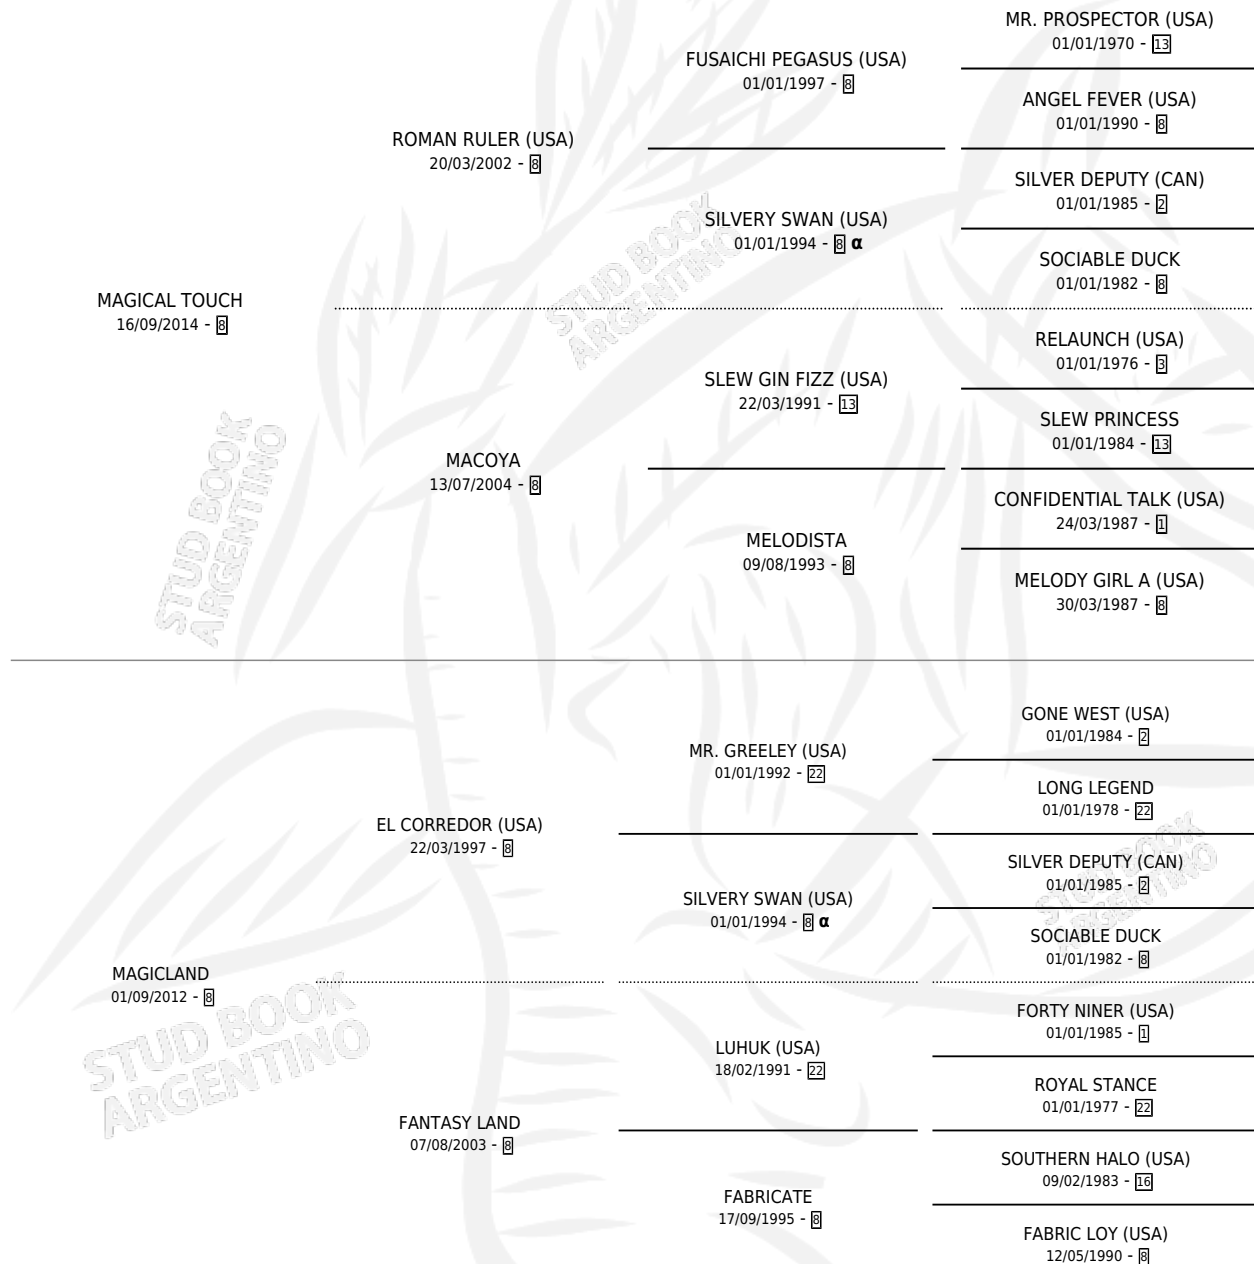 MR. PROSPECTOR (USA)
01/01/1970 - 13
FUSAICHI PEGASUS (USA)
01/01/1997 - 8
ANGEL FEVER (USA)
01/01/1990 - 8
ROMAN RULER (USA)
20/03/2002 - 8
SILVER DEPUTY (CAN)
01/01/1985 - 2
SILVERY SWAN (USA)
01/01/1994 - 8 α
SOCIABLE DUCK
01/01/1982 - 8
MAGICAL TOUCH
16/09/2014 - 8
STUD BOOK
ARGENTINO
RELAUNCH (USA)
01/01/1976 - 3
SLEW GIN FIZZ (USA)
22/03/1991 - 13
SLEW PRINCESS
01/01/1984 - 13
MACOYA
13/07/2004 - 8
CONFIDENTIAL TALK (USA)
24/03/1987 - 1
MELODISTA
09/08/1993 - 8
MELODY GIRL A (USA)
30/03/1987 - 8
STUD BOOK
ARGENTINO
GONE WEST (USA)
01/01/1984 - 2
MR. GREELEY (USA)
01/01/1992 - 22
LONG LEGEND
01/01/1978 - 22
EL CORREDOR (USA)
22/03/1997 - 8
SILVER DEPUTY (CAN)
01/01/1985 - 2
STUD BOOK
ARGENTINO
SILVERY SWAN (USA)
01/01/1994 - 8 α
SOCIABLE DUCK
01/01/1982 - 8
MAGICLAND
01/09/2012 - 8
STUD BOOK
ARGENTINO
FORTY NINER (USA)
01/01/1985 - 1
LUHUK (USA)
18/02/1991 - 22
ROYAL STANCE
01/01/1977 - 22
FANTASY LAND
07/08/2003 - 8
SOUTHERN HALO (USA)
09/02/1983 - 16
FABRICATE
17/09/1995 - 8
FABRIC LOY (USA)
12/05/1990 - 8